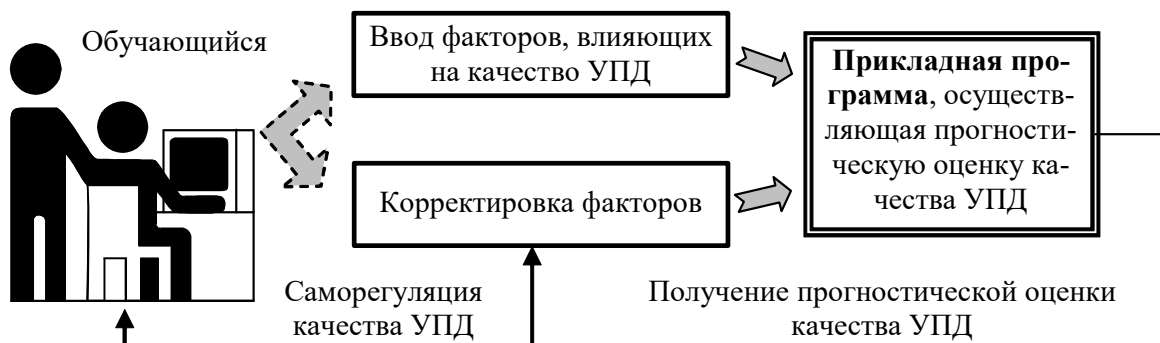 Обучающийся
Ввод факторов, влияющих
на качество УПД
Прикладная про-
грамма, осуществ-
ляющая прогности-
ческую оценку ка-
чества УПД
Корректировка факторов
Саморегуляция
качества УПД
Получение прогностической оценки
качества УПД